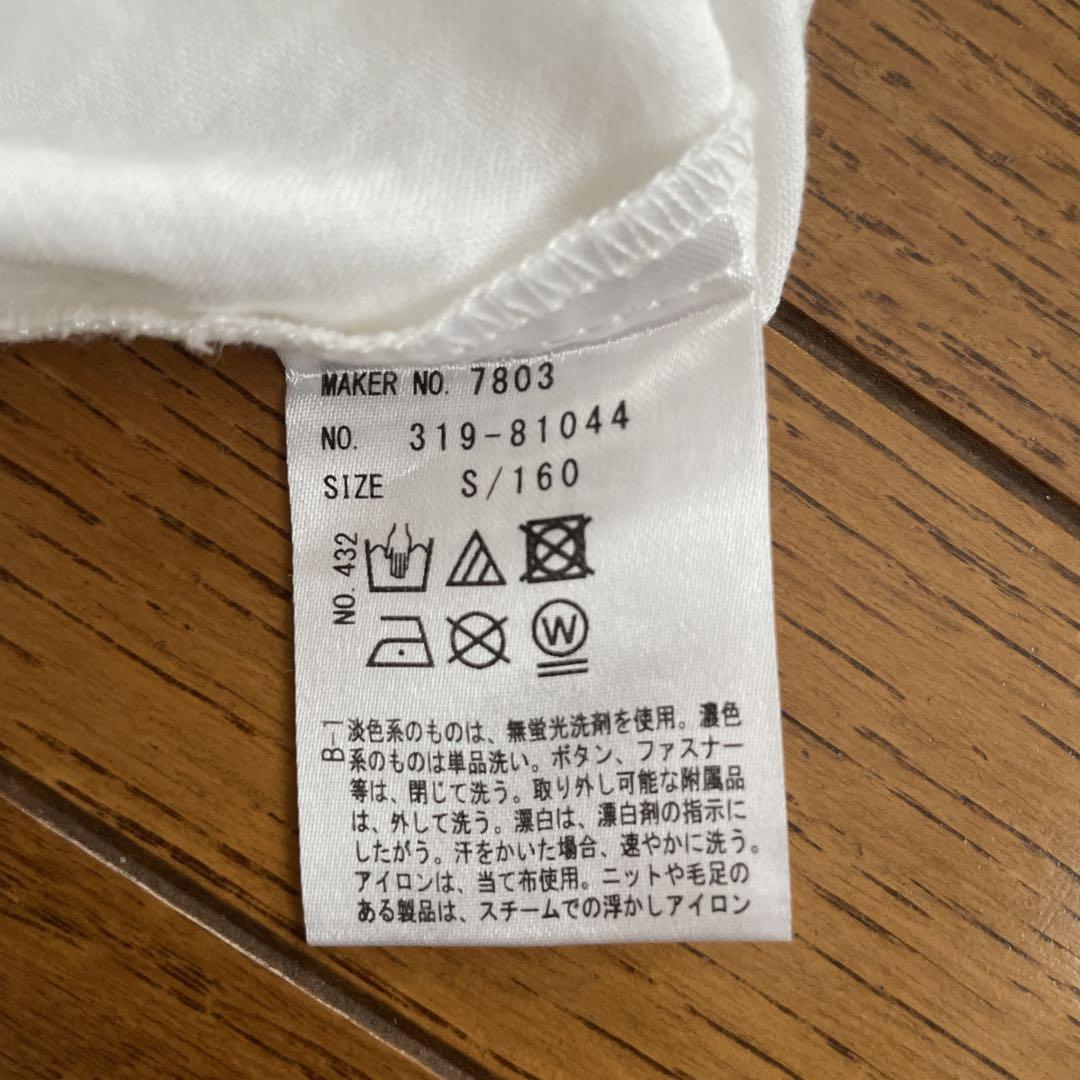 MAKER NO. 7803
NO. 319-81044
SIZE S/160
NO. 432
W
B-1
淡色系のものは、無蛍光洗剤を使用。濃色
系のものは単品洗い。ボタン、ファスナー
等は、閉じて洗う。取り外し可能な附属品
は、外して洗う。漂白は、漂白剤の指示に
したがう。汗をかいた場合、速やかに洗う。
アイロンは、当て布使用。ニットや毛足の
ある製品は、スチームでの浮かしアイロン